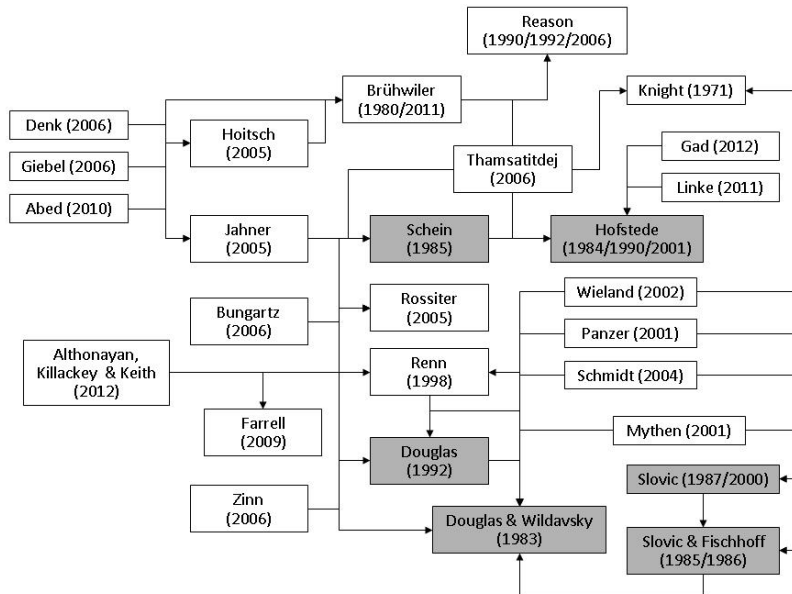 Reason
(1990/1992/2006)
Brühwiler
(1980/2011)
Knight (1971)
Denk (2006)
Hoitsch
(2005)
Giebel (2006)
Thamsatitdej
(2006)
Gad (2012)
Linke (2011)
Abed (2010)
Jahner
(2005)
Schein
(1985)
Hofstede
(1984/1990/2001)
Bungartz
(2006)
Rossiter
(2005)
Wieland (2002)
Panzer (2001)
Althonayan,
Killackey & Keith
(2012)
Renn
(1998)
Schmidt (2004)
Farrell
(2009)
Mythen (2001)
Douglas
(1992)
Slovic (1987/2000)
Zinn
(2006)
Douglas & Wildavsky
(1983)
Slovic & Fischhoff
(1985/1986)